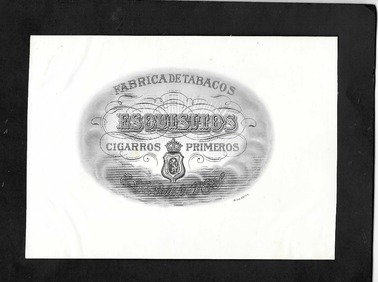 FABRICA DE TABACOS
ESQUISITOS
CIGARROS PRIMEROS